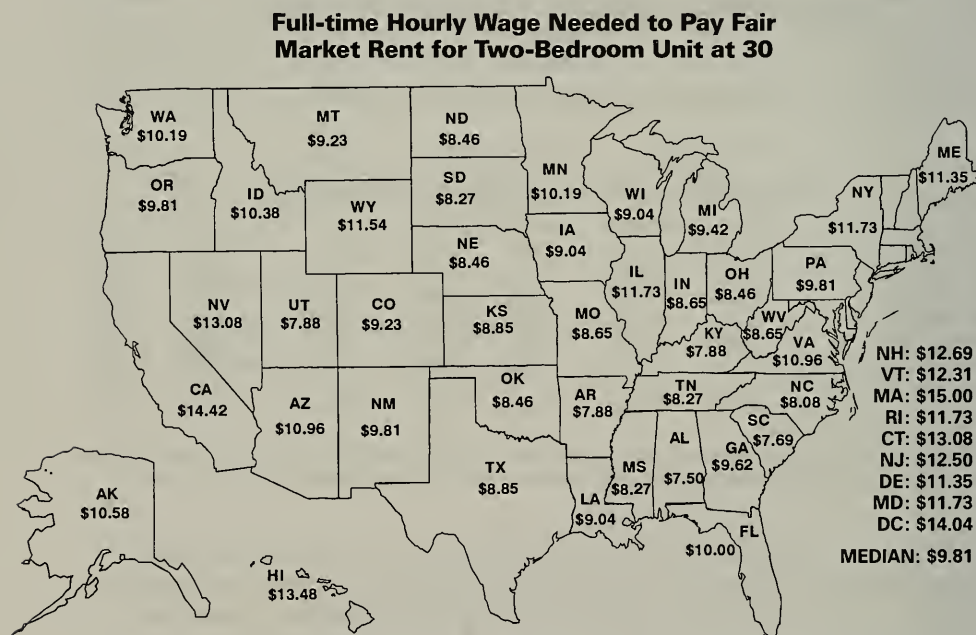 Full-time Hourly Wage Needed to Pay Fair
Market Rent for Two-Bedroom Unit at 30
WA
$10.19
MT
$9.23
ND
$8.46
MN
$10.19
ME
$11.35
OR
$9.81
ID
$10.38
WY
$11.54
SD
$8.27
WI
$9.04
MI
$9.42
NY
$11.73
NE
$8.46
IA
$9.04
PA
$9.81
NV
$13.08
UT
$7.88
CO
$9.23
KS
$8.85
MO
$8.65
IL
$11.73
IN
$8.65
OH
$8.46
WV
$8.65
KY
$7.88
VA
$10.96
CA
$14.42
AZ
$10.96
NM
$9.81
OK
$8.46
AR
$7.88
TN
$8.27
NC
$8.08
SC
$7.69
TX
$8.85
LA
$9.04
MS
$8.27
AL
$7.50
GA
$9.62
FL
$10.00
AK
$10.58
HI
$13.48
NH: $12.69
VT: $12.31
MA: $15.00
RI: $11.73
CT: $13.08
NJ: $12.50
DE: $11.35
MD: $11.73
DC: $14.04
MEDIAN: $9.81